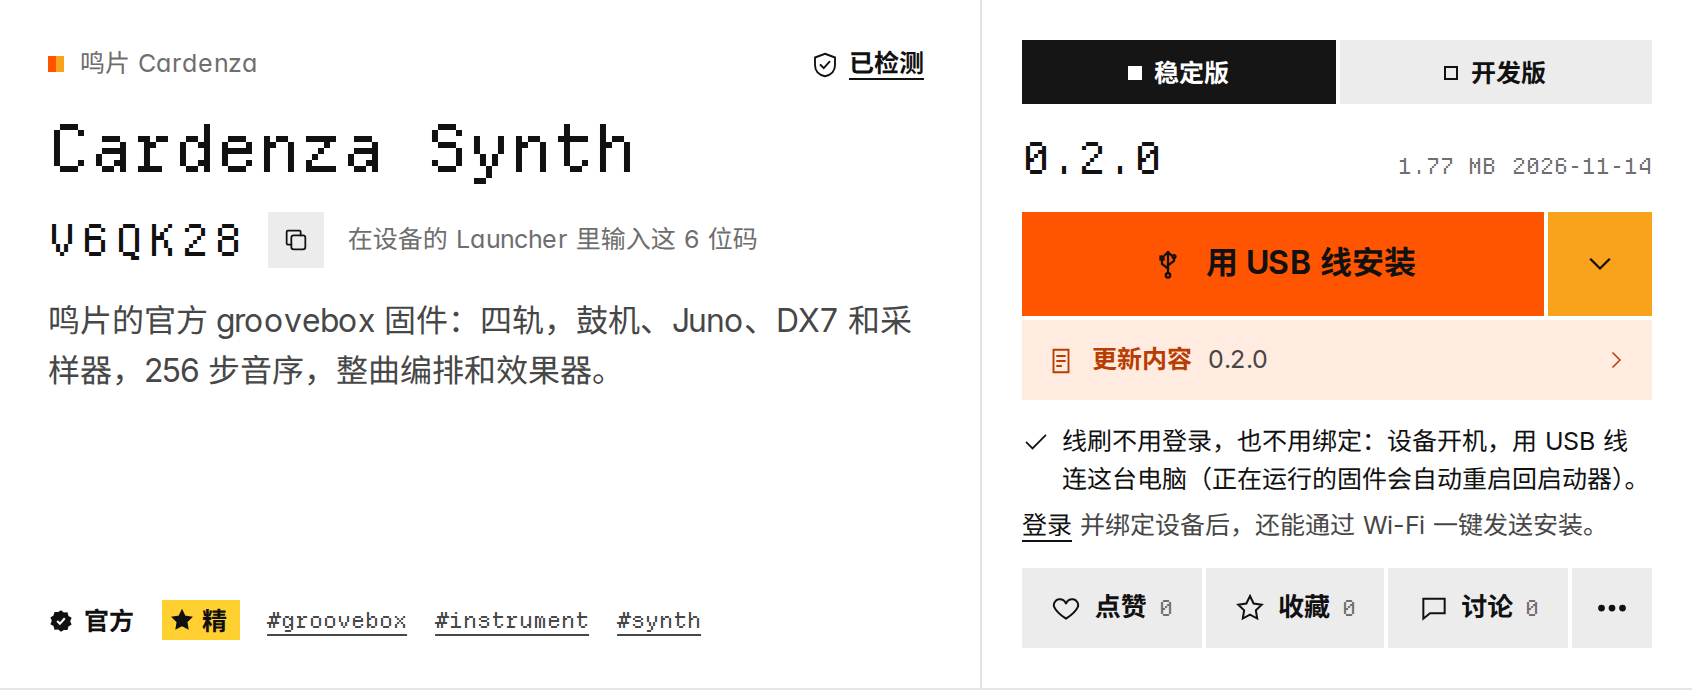 鸣片 Cardenza
已检测
Cardenza Synth
V6QK28
在设备的 Launcher 里输入这 6 位码
鸣片的官方 groovebox 固件：四轨，鼓机、Juno、DX7 和采
样器，256 步音序，整曲编排和效果器。
官方
精
#groovebox
#instrument
#synth
稳定版
开发版
0.2.0
1.77 MB 2026-11-14
用 USB 线安装
更新内容 0.2.0
线刷不用登录，也不用绑定：设备开机，用 USB 线
连这台电脑（正在运行的固件会自动重启回启动器）。
登录 并绑定设备后，还能通过 Wi-Fi 一键发送安装。
点赞 0
收藏 0
讨论 0